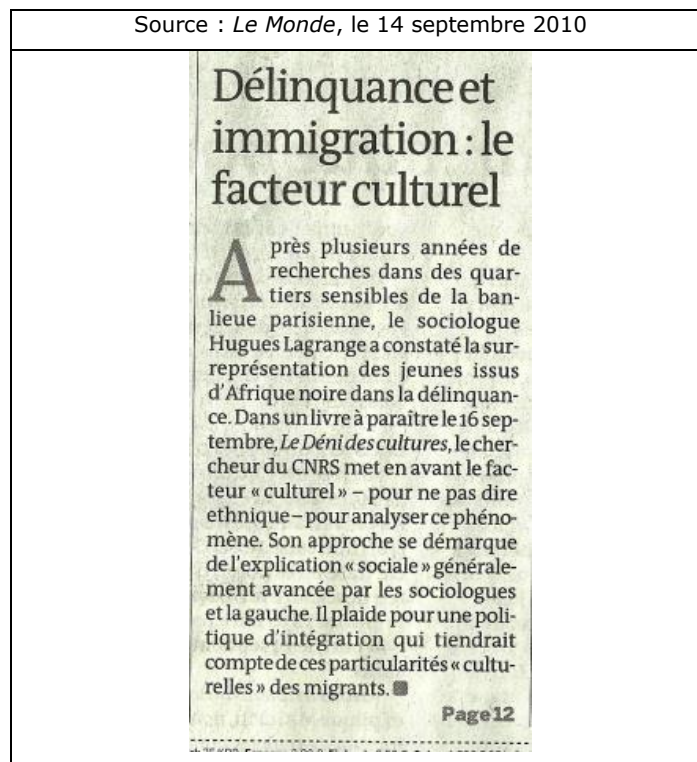 Source : Le Monde, le 14 septembre 2010
Délinquance et
immigration : le
facteur culturel
Après plusieurs années de
recherches dans des quar-
tiers sensibles de la ban-
lieue parisienne, le sociologue
Hugues Lagrange a constaté la sur-
représentation des jeunes issus
d'Afrique noire dans la délinquan-
ce. Dans un livre à paraître le 16 sep-
tembre, Le Déni des cultures, le cher-
cheur du CNRS met en avant le fac-
teur « culturel » – pour ne pas dire
ethnique – pour analyser ce phéno-
mène. Son approche se démarque
de l'explication « sociale » générale-
ment avancée par les sociologues
et la gauche. Il plaide pour une poli-
tique d'intégration qui tiendrait
compte de ces particularités « cultu-
relles » des migrants.
Page 12